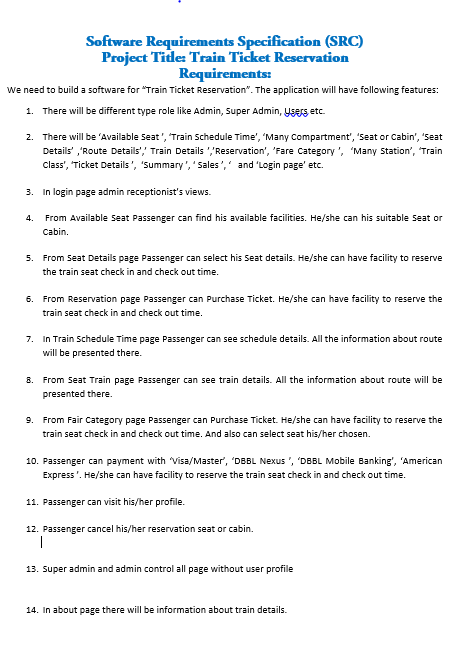 Software Requirements Specification (SRC)
Project Title: Train Ticket Reservation
Requirements:
We need to build a software for “Train Ticket Reservation”. The application will have following features:
1. There will be different type role like Admin, Super Admin, Users etc.
2. There will be ‘Available Seat ’, ‘Train Schedule Time’, ‘Many Compartment’, ‘Seat or Cabin’, ‘Seat
Details’ ,‘Route Details’,’ Train Details ’,‘Reservation’, ‘Fare Category ’, ‘Many Station’, ‘Train
Class’, ‘Ticket Details ’, ‘Summary ’, ‘ Sales ’, ‘ and ‘Login page’ etc.
3. In login page admin receptionist’s views.
4. From Available Seat Passenger can find his available facilities. He/she can his suitable Seat or
Cabin.
5. From Seat Details page Passenger can select his Seat details. He/she can have facility to reserve
the train seat check in and check out time.
6. From Reservation page Passenger can Purchase Ticket. He/she can have facility to reserve the
train seat check in and check out time.
7. In Train Schedule Time page Passenger can see schedule details. All the information about route
will be presented there.
8. From Seat Train page Passenger can see train details. All the information about route will be
presented there.
9. From Fair Category page Passenger can Purchase Ticket. He/she can have facility to reserve the
train seat check in and check out time. And also can select seat his/her chosen.
10. Passenger can payment with ‘Visa/Master’, ‘DBBL Nexus ’, ‘DBBL Mobile Banking’, ‘American
Express ’. He/she can have facility to reserve the train seat check in and check out time.
11. Passenger can visit his/her profile.
12. Passenger cancel his/her reservation seat or cabin.
13. Super admin and admin control all page without user profile
14. In about page there will be information about train details.